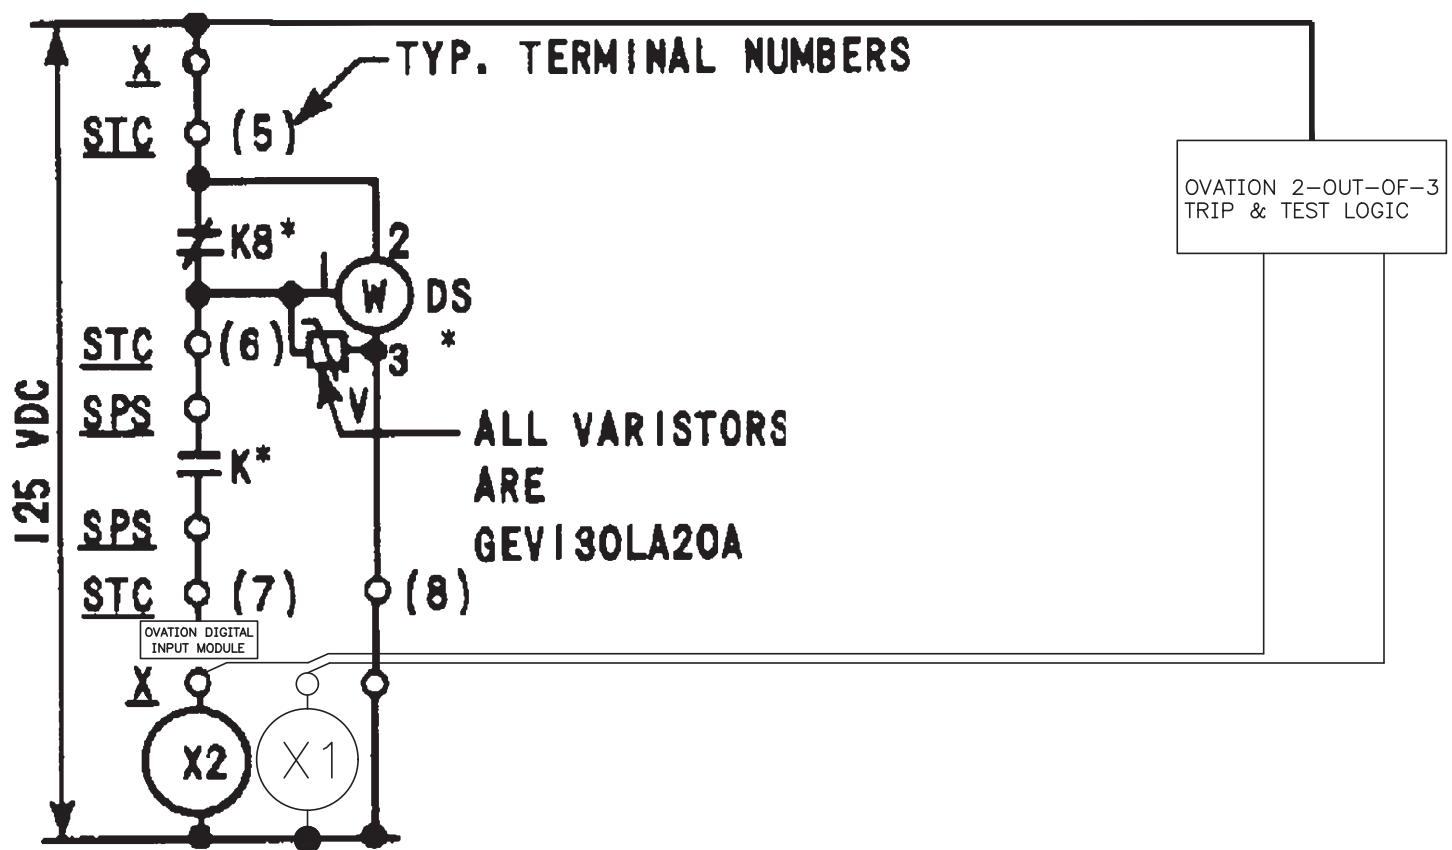 X
TYP. TERMINAL NUMBERS
STC (5)
OVATION 2-OUT-OF-3
TRIP & TEST LOGIC
K8*
2
1
W DS
*
STC (6)
3
V
125 VDC
SPS
ALL VARISTORS
ARE
GEV130LA20A
K*
SPS
STC (7) (8)
OVATION DIGITAL
INPUT MODULE
X
X2 X1